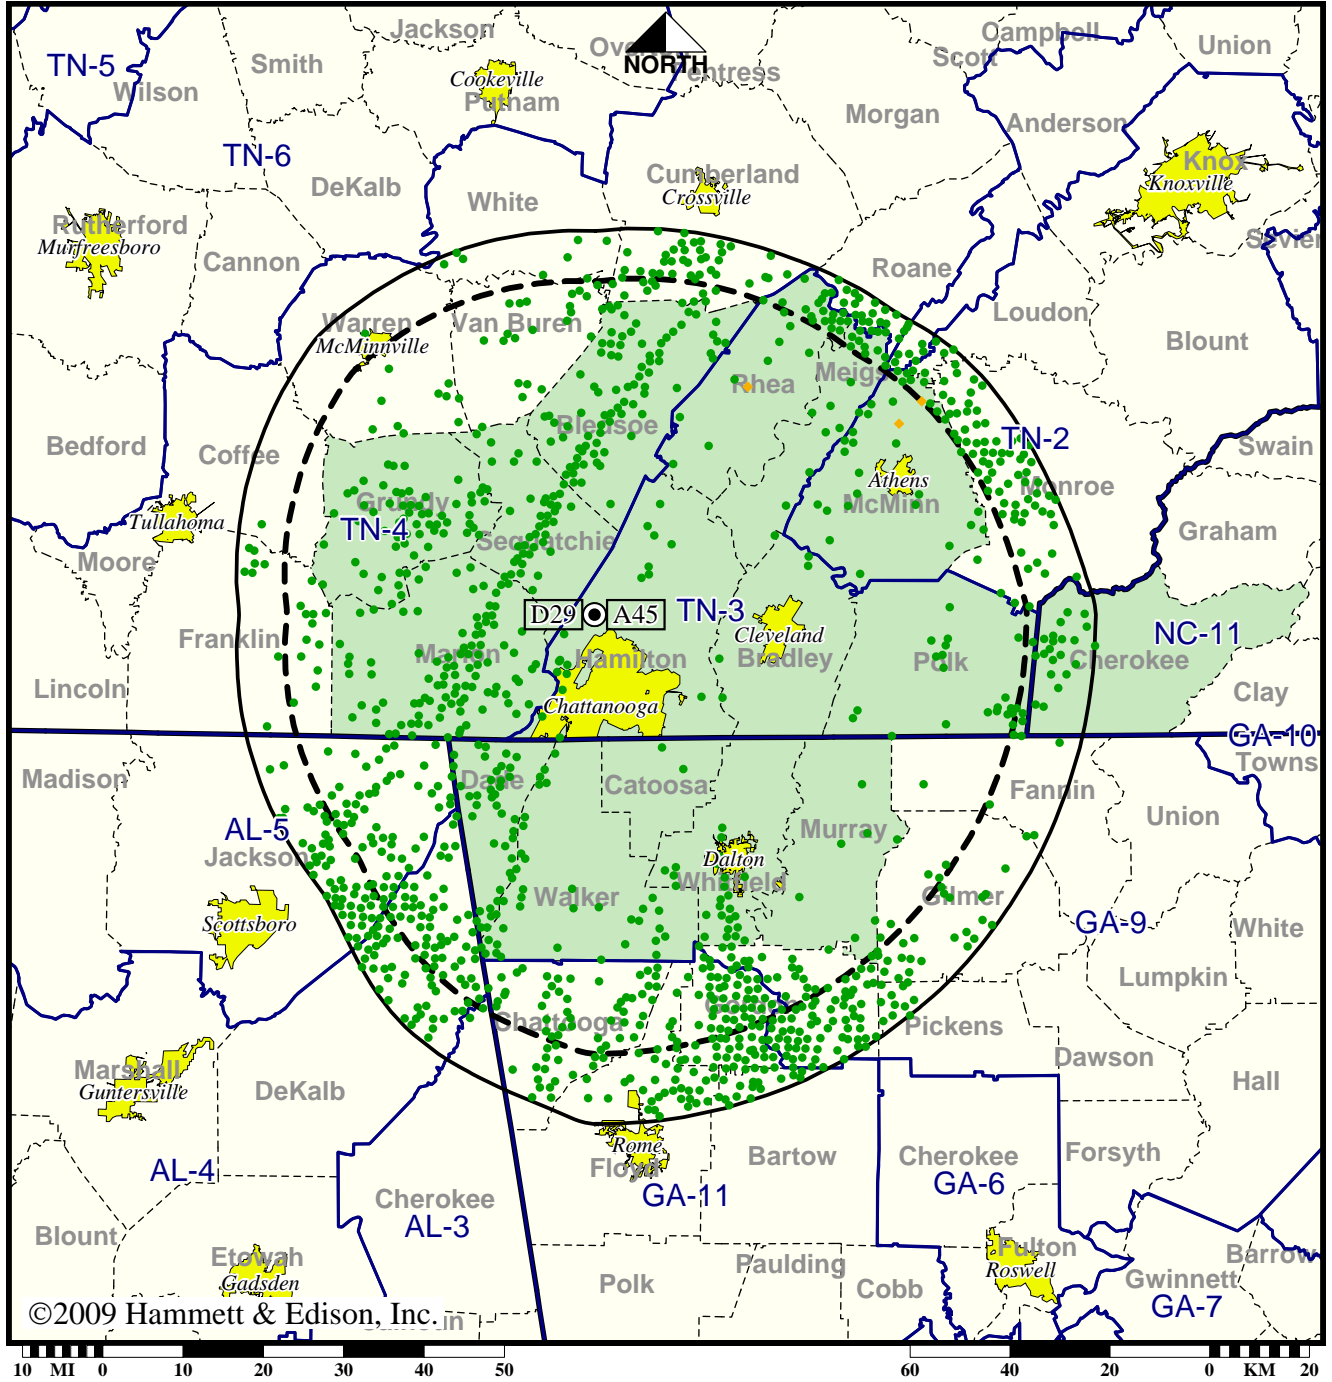 Jackson
Campbell
Scott
Union
TN-5
Smith
NORTH
Fentress
Wilson
Cookeville
Putnam
Morgan
Anderson
TN-6
DeKalb
White
Cumberland
Crossville
Knox
Knoxville
Rutherford
Murfreesboro
Cannon
Roane
Sevier
Loudon
Warren
McMinnville
Van Buren
Blount
Rhea
Meigs
Bledsoe
TN-2
Bedford
Coffee
Swain
Athens
Grundy
McMinn
Monroe
Tullahoma
TN-4
Sequatchie
Graham
Moore
D29
A45
TN-3
Cleveland
Bradley
NC-11
Franklin
Marion
Hamilton
Polk
Cherokee
Lincoln
Chattanooga
Clay
GA-10
Towns
Madison
Dade
Catoosa
Fannin
Union
AL-5
Jackson
Murray
Dalton
Whitfield
Walker
Gilmer
Scottsboro
GA-9
White
Lumpkin
Gordon
Chattooga
Pickens
Dawson
Marshall
Guntersville
DeKalb
Hall
Rome
Floyd
Bartow
Cherokee
Forsyth
AL-4
GA-6
GA-11
Cherokee
AL-3
Blount
Etowah
Gadsden
Fulton
Roswell
Barrow
Polk
Paulding
Cobb
Gwinnett
GA-7
©2009 Hammett & Edison, Inc.
Calhoun
10 MI 0 10 20 30 40 50
60 40 20 0 KM 20